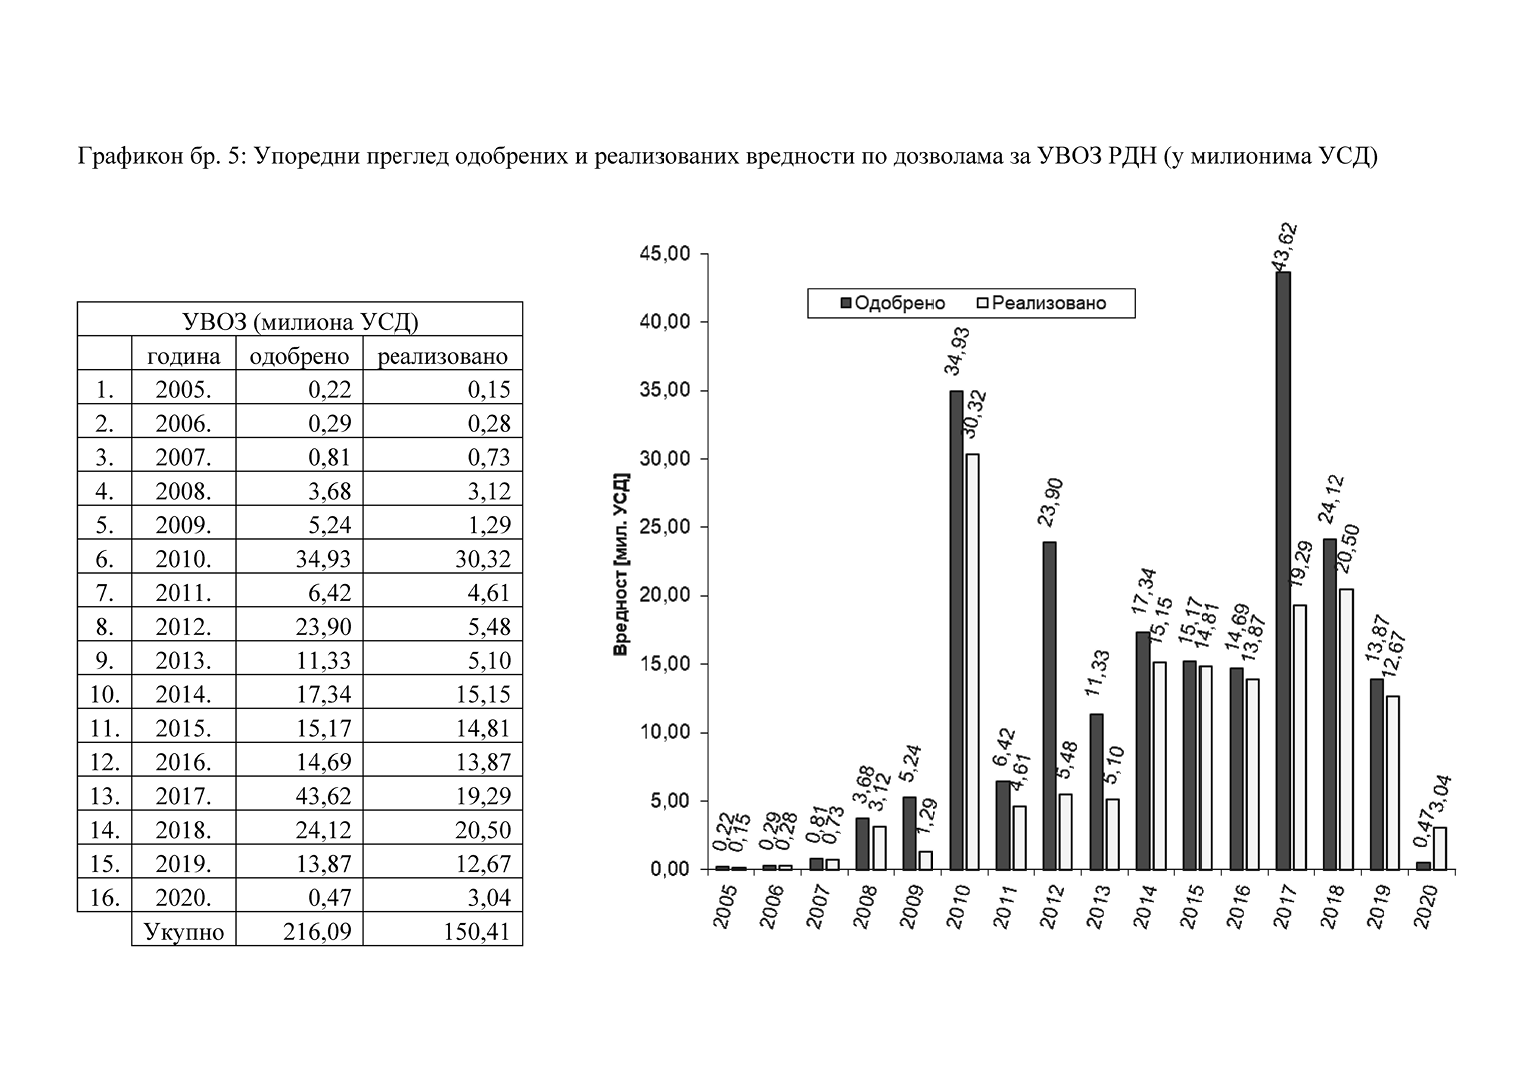 Графикон бр. 5: Упоредни преглед одобрених и реализованих вредности по дозволама за УВОЗ РДН (у милионима УСД)
УВОЗ (милиона УСД)
година одобрено реализовано
1. 2005. 0,22 0,15
2. 2006. 0,29 0,28
3. 2007. 0,81 0,73
4. 2008. 3,68 3,12
5. 2009. 5,24 1,29
6. 2010. 34,93 30,32
7. 2011. 6,42 4,61
8. 2012. 23,90 5,48
9. 2013. 11,33 5,10
10. 2014. 17,34 15,15
11. 2015. 15,17 14,81
12. 2016. 14,69 13,87
13. 2017. 43,62 19,29
14. 2018. 24,12 20,50
15. 2019. 13,87 12,67
16. 2020. 0,47 3,04
Укупно 216,09 150,41
Вредност [мил. УСД]
45,00
40,00
35,00
30,00
25,00
20,00
15,00
10,00
5,00
0,00
Одобрено Реализовано
0,22 0,15
0,29 0,28
0,81 0,73
3,68 3,12
5,24 1,29
34,93 30,32
6,42 4,61
23,90 5,48
11,33 5,10
17,34 15,15
15,17 14,81
14,69 13,87
43,62 19,29
24,12 20,50
13,87 12,67
0,47 3,04
2005 2006 2007 2008 2009 2010 2011 2012 2013 2014 2015 2016 2017 2018 2019 2020